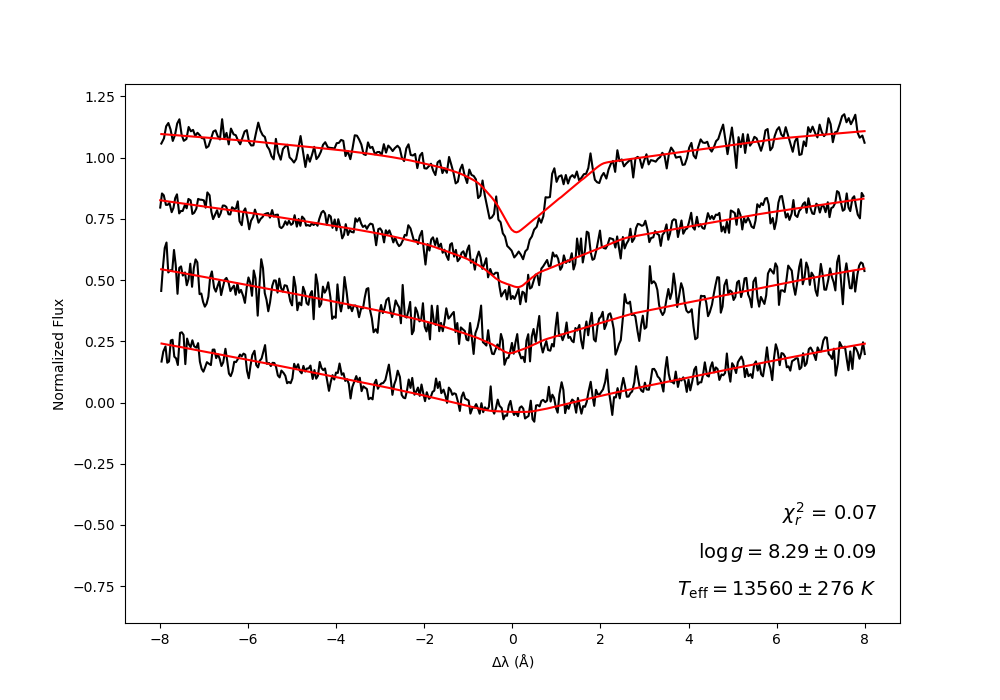 1.25
1.00
0.75
0.50
0.25
0.00
−0.25
−0.50
−0.75
Normalized Flux
χ²ᵣ = 0.07
log g = 8.29 ± 0.09
T_eff = 13560 ± 276 K
−8 −6 −4 −2 0 2 4 6 8
Δλ (Å)